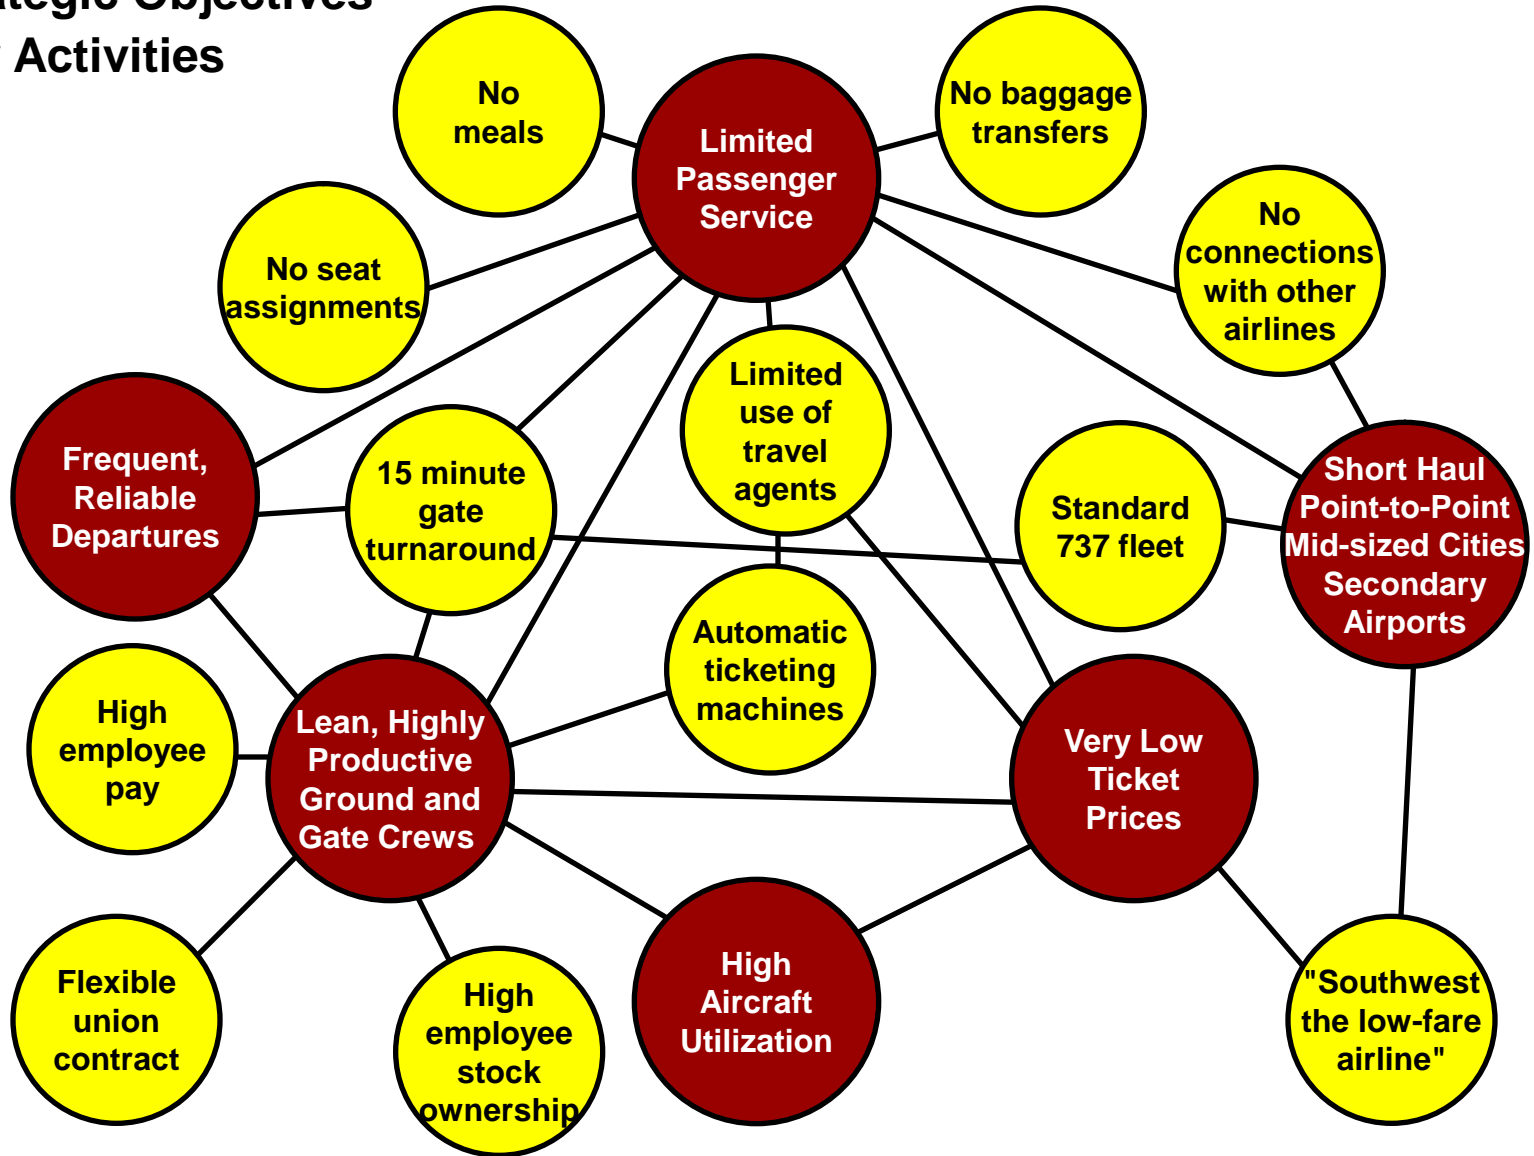 Objectives
Activities
No
meals
Limited
Passenger
Service
No baggage
transfers
No
connections
with other
airlines
No seat
assignments
Limited
use of
travel
agents
Frequent,
Reliable
Departures
15 minute
gate
turnaround
Standard
737 fleet
Short Haul
Point-to-Point
Mid-sized Cities
Secondary
Airports
Automatic
ticketing
machines
High
employee
pay
Lean, Highly
Productive
Ground and
Gate Crews
Very Low
Ticket
Prices
Flexible
union
contract
High
employee
stock
ownership
High
Aircraft
Utilization
"Southwest
the low-fare
airline"